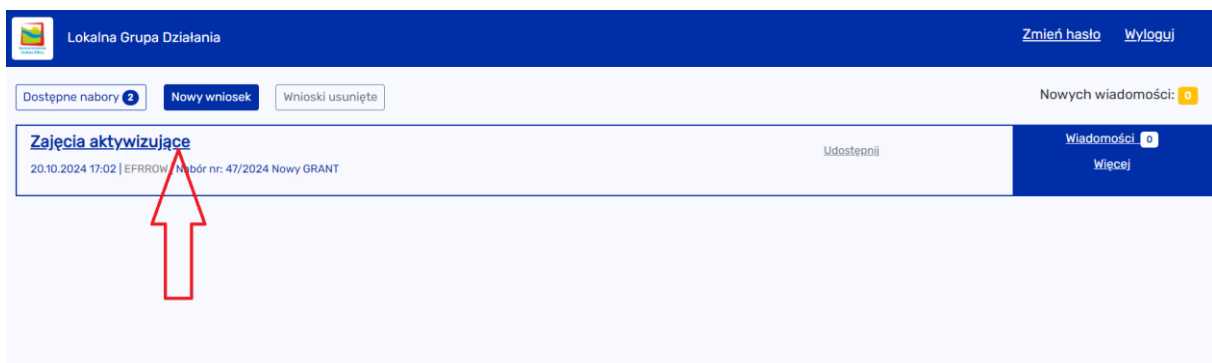 Lokalna Grupa Działania
Zmień hasło Wyloguj
Dostępne nabory 2 Nowy wniosek Wnioski usunięte
Nowych wiadomości: 0
Zajęcia aktywizujące
Udostępnij
Wiadomości 0
20.10.2024 17:02 | EFRROW Nabór nr: 47/2024 Nowy GRANT
Więcej